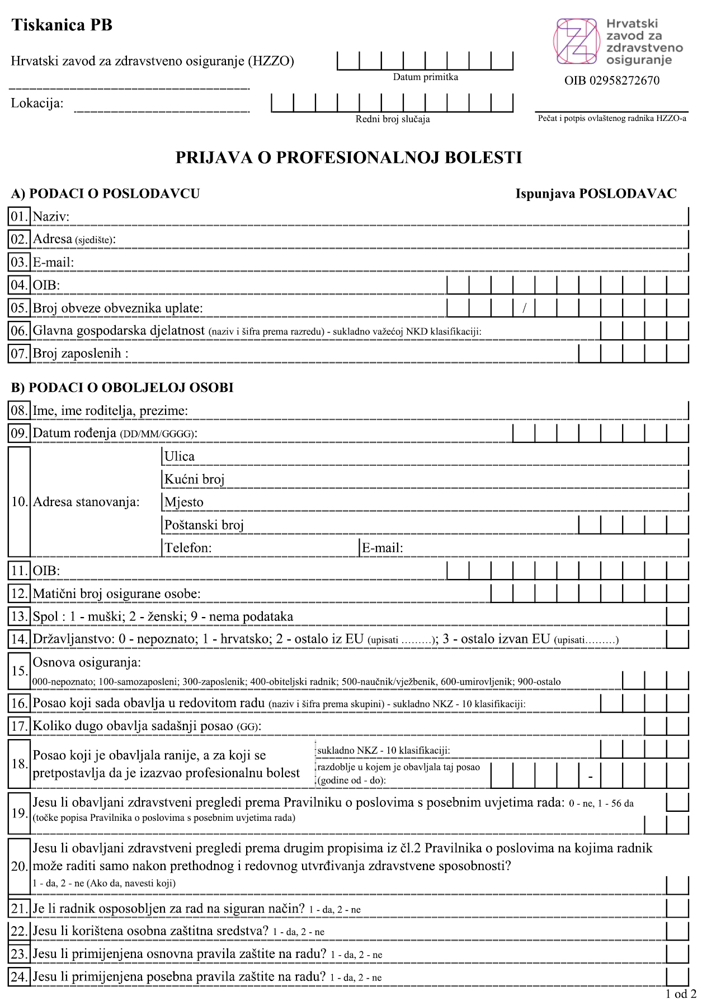 Tiskanica PB
Hrvatski
zavod za
zdravstveno
osiguranje
Hrvatski zavod za zdravstveno osiguranje (HZZO)
Datum primitka
OIB 02958272670
Lokacija:
Redni broj slučaja
Pečat i potpis ovlaštenog radnika HZZO-a
PRIJAVA O PROFESIONALNOJ BOLESTI
A) PODACI O POSLODAVCU Ispunjava POSLODAVAC
01. Naziv:
02. Adresa (sjedište):
03. E-mail:
04. OIB:
05. Broj obveze obveznika uplate: /
06. Glavna gospodarska djelatnost (naziv i šifra prema razredu) - sukladno važećoj NKD klasifikaciji:
07. Broj zaposlenih :
B) PODACI O OBOLJELOJ OSOBI
08. Ime, ime roditelja, prezime:
09. Datum rođenja (DD/MM/GGGG):
10. Adresa stanovanja:
Ulica
Kućni broj
Mjesto
Poštanski broj
Telefon: E-mail:
11. OIB:
12. Matični broj osigurane osobe:
13. Spol : 1 - muški; 2 - ženski; 9 - nema podataka
14. Državljanstvo: 0 - nepoznato; 1 - hrvatsko; 2 - ostalo iz EU (upisati .........); 3 - ostalo izvan EU (upisati.........)
15. Osnova osiguranja:
000-nepoznato; 100-samozaposleni; 300-zaposlenik; 400-obiteljski radnik; 500-naučnik/vježbenik, 600-umirovljenik; 900-ostalo
16. Posao koji sada obavlja u redovitom radu (naziv i šifra prema skupini) - sukladno NKZ - 10 klasifikaciji:
17. Koliko dugo obavlja sadašnji posao (GG):
18. Posao koji je obavljala ranije, a za koji se
pretpostavlja da je izazvao profesionalnu bolest
sukladno NKZ - 10 klasifikaciji:
razdoblje u kojem je obavljala taj posao
(godine od - do): -
19. Jesu li obavljani zdravstveni pregledi prema Pravilniku o poslovima s posebnim uvjetima rada: 0 - ne, 1 - 56 da
(točke popisa Pravilnika o poslovima s posebnim uvjetima rada)
20. Jesu li obavljani zdravstveni pregledi prema drugim propisima iz čl.2 Pravilnika o poslovima na kojima radnik
može raditi samo nakon prethodnog i redovnog utvrđivanja zdravstvene sposobnosti?
1 - da, 2 - ne (Ako da, navesti koji)
21. Je li radnik osposobljen za rad na siguran način? 1 - da, 2 - ne
22. Jesu li korištena osobna zaštitna sredstva? 1 - da, 2 - ne
23. Jesu li primijenjena osnovna pravila zaštite na radu? 1 - da, 2 - ne
24. Jesu li primijenjena posebna pravila zaštite na radu? 1 - da, 2 - ne
1 od 2